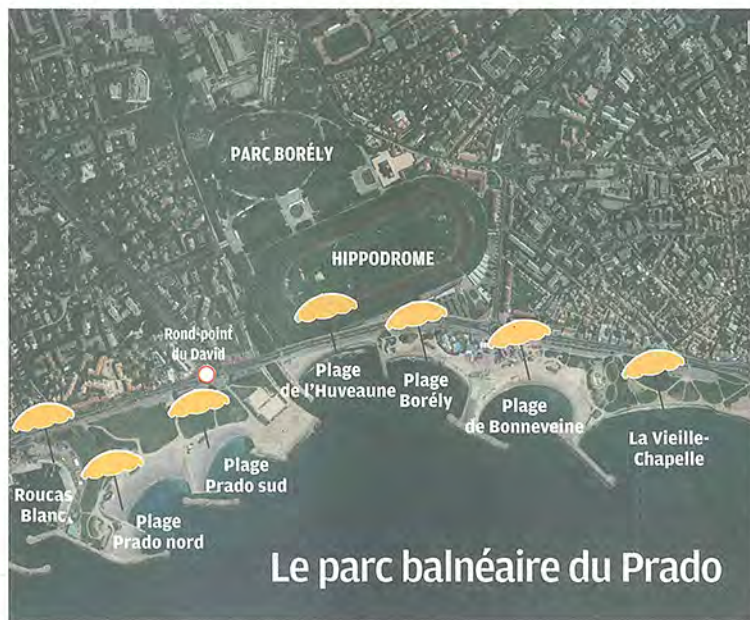 PARC BORÉLY
HIPPODROME
Rond-point
du David
Plage
de l'Huveaune
Plage
Borély
Plage
de Bonneveine
La Vieille-
Chapelle
Roucas
Blanc
Plage
Prado nord
Plage
Prado sud
Le parc balnéaire du Prado